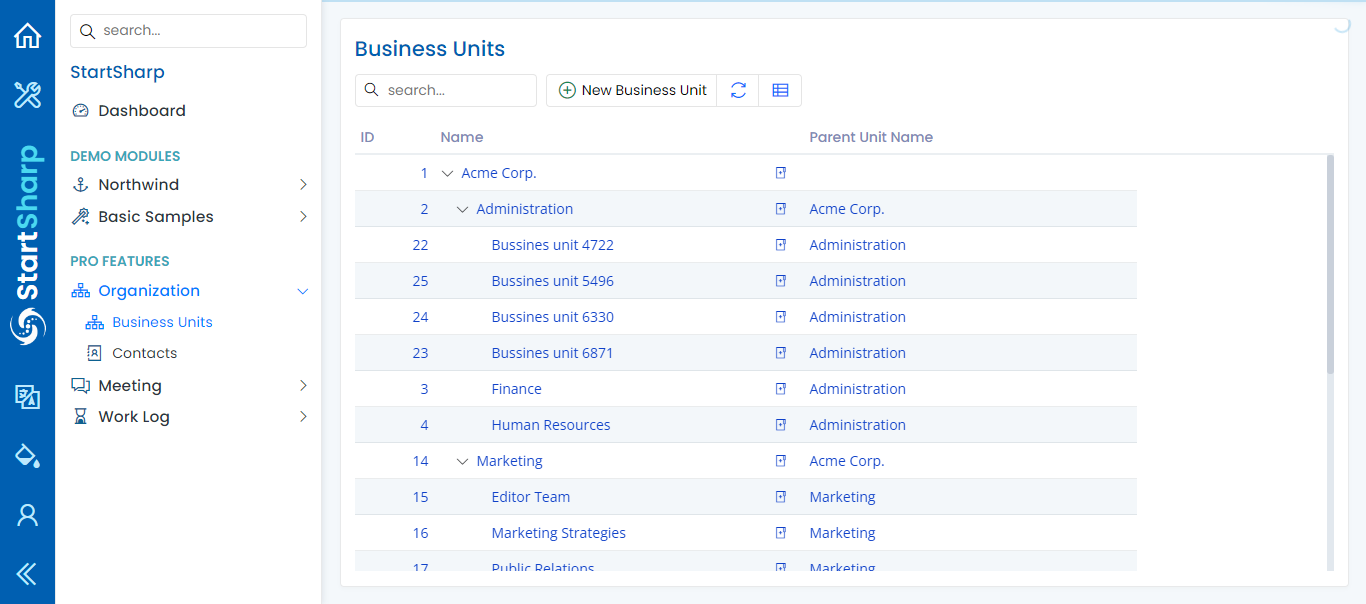 StartSharp
search...
StartSharp
Dashboard
DEMO MODULES
Northwind
Basic Samples
PRO FEATURES
Organization
Business Units
Contacts
Meeting
Work Log
Business Units
search...
New Business Unit
ID Name Parent Unit Name
1 Acme Corp.
2 Administration Acme Corp.
22 Bussines unit 4722 Administration
25 Bussines unit 5496 Administration
24 Bussines unit 6330 Administration
23 Bussines unit 6871 Administration
3 Finance Administration
4 Human Resources Administration
14 Marketing Acme Corp.
15 Editor Team Marketing
16 Marketing Strategies Marketing
17 Public Relations Marketing